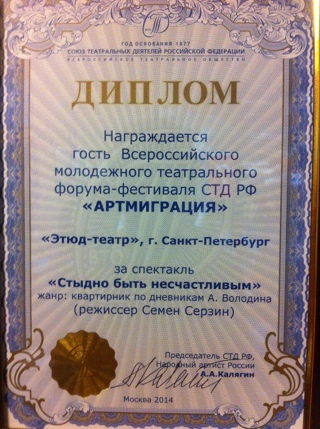 ГОД ОСНОВАНИЯ 1877
СОЮЗ ТЕАТРАЛЬНЫХ ДЕЯТЕЛЕЙ РОССИЙСКОЙ ФЕДЕРАЦИИ
ВСЕРОССИЙСКОЕ ТЕАТРАЛЬНОЕ ОБЩЕСТВО
ДИПЛОМ
Награждается
гость Всероссийского
молодежного театрального
форума-фестиваля СТД РФ
«АРТМИГРАЦИЯ»
«Этюд-театр», г. Санкт-Петербург
за спектакль
«Стыдно быть несчастливым»
жанр: квартирник по дневникам А. Володина
(режиссер Семен Серзин)
Председатель СТД РФ,
Народный артист России
А.А.Калягин
Москва 2014